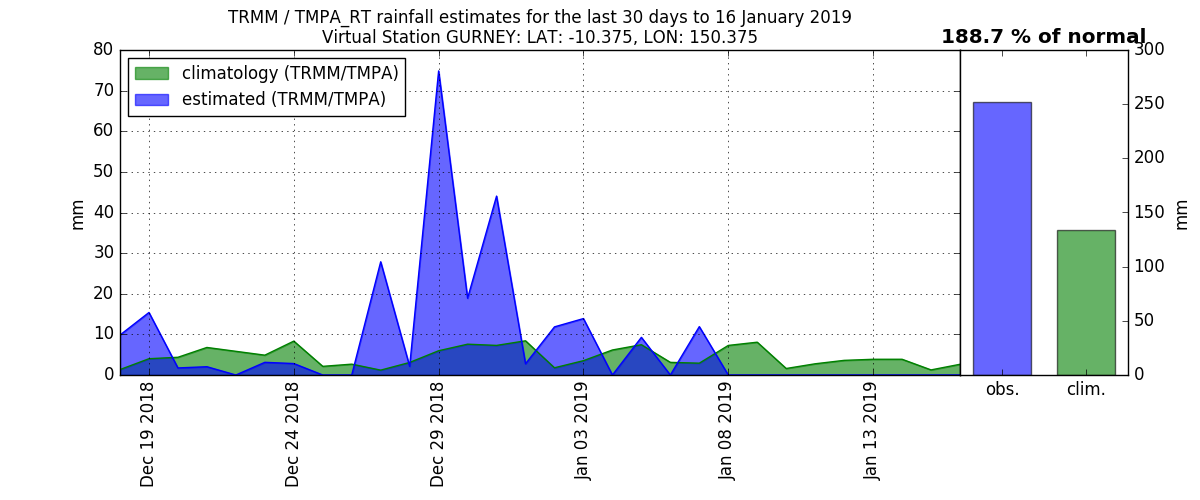 TRMM / TMPA_RT rainfall estimates for the last 30 days to 16 January 2019
Virtual Station GURNEY: LAT: -10.375, LON: 150.375
188.7 % of normal
climatology (TRMM/TMPA)
estimated (TRMM/TMPA)
mm
80
70
60
50
40
30
20
10
0
Dec 19 2018
Dec 24 2018
Dec 29 2018
Jan 03 2019
Jan 08 2019
Jan 13 2019
300
250
200
150
100
50
0
mm
obs.
clim.